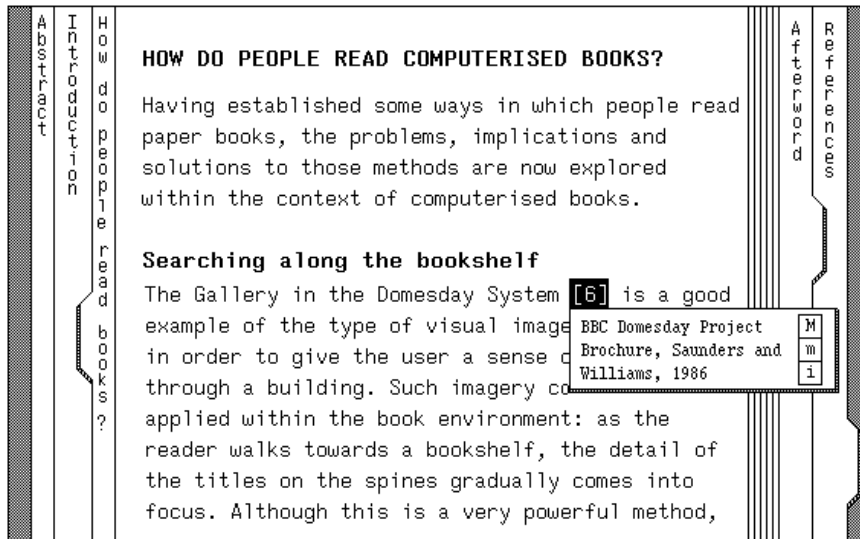 Abstract
Introduction
How do people read books?
HOW DO PEOPLE READ COMPUTERISED BOOKS?
Having established some ways in which people read
paper books, the problems, implications and
solutions to those methods are now explored
within the context of computerised books.
Searching along the bookshelf
The Gallery in the Domesday System [6] is a good
example of the type of visual image
in order to give the user a sense o
through a building. Such imagery co
applied within the book environment: as the
reader walks towards a bookshelf, the detail of
the titles on the spines gradually comes into
focus. Although this is a very powerful method,
BBC Domesday Project
Brochure, Saunders and
Williams, 1986
M
m
i
Afterword
References